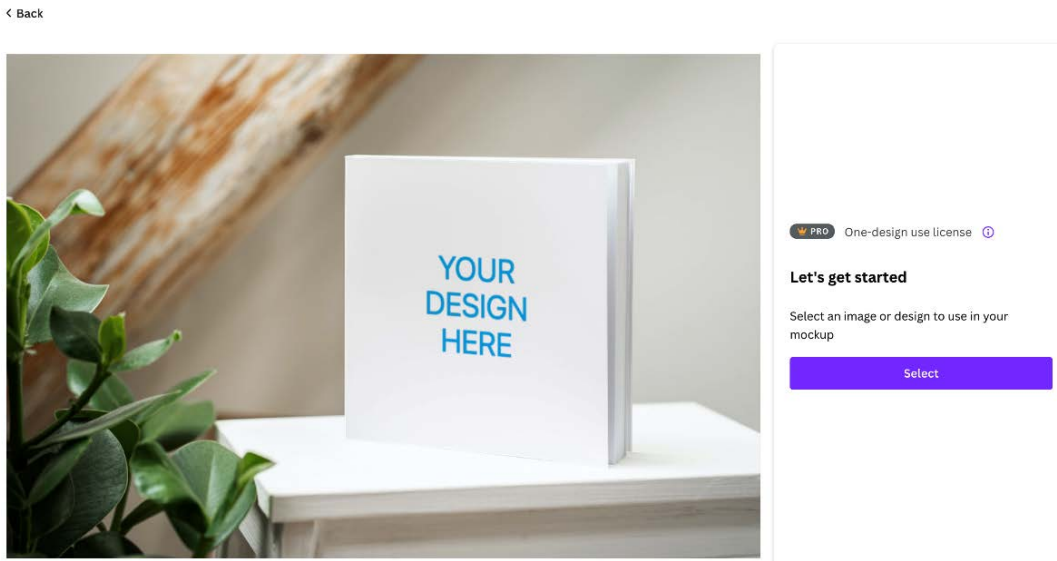 Back
YOUR
DESIGN
HERE
PRO One-design use license
Let's get started
Select an image or design to use in your
mockup
Select